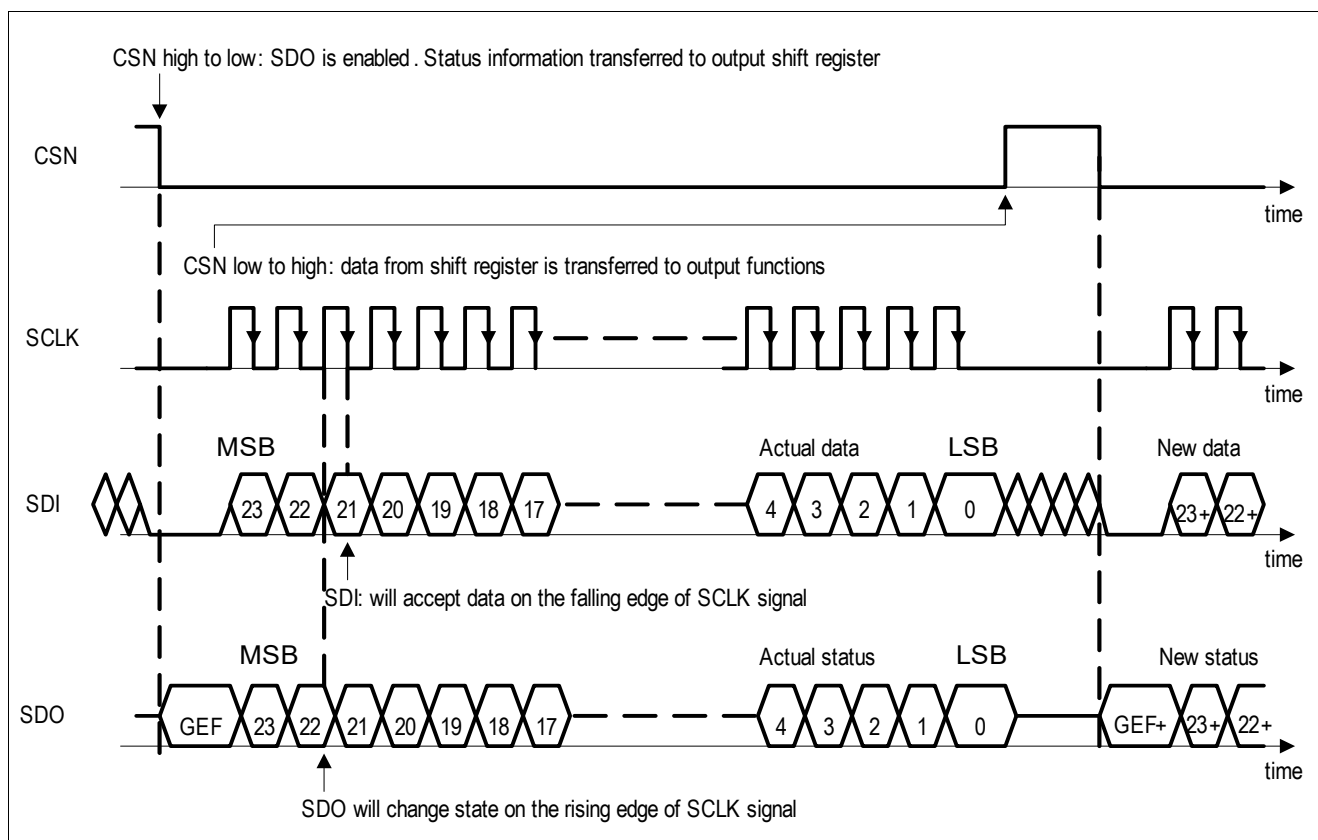 CSN high to low: SDO is enabled. Status information transferred to output shift register
CSN
time
CSN low to high: data from shift register is transferred to output functions
SCLK
time
MSB Actual data LSB New data
SDI 23 22 21 20 19 18 17 4 3 2 1 0 23+ 22+
time
SDI: will accept data on the falling edge of SCLK signal
MSB Actual status LSB New status
SDO GEF 23 22 21 20 19 18 17 4 3 2 1 0 GEF+ 23+ 22+
time
SDO will change state on the rising edge of SCLK signal